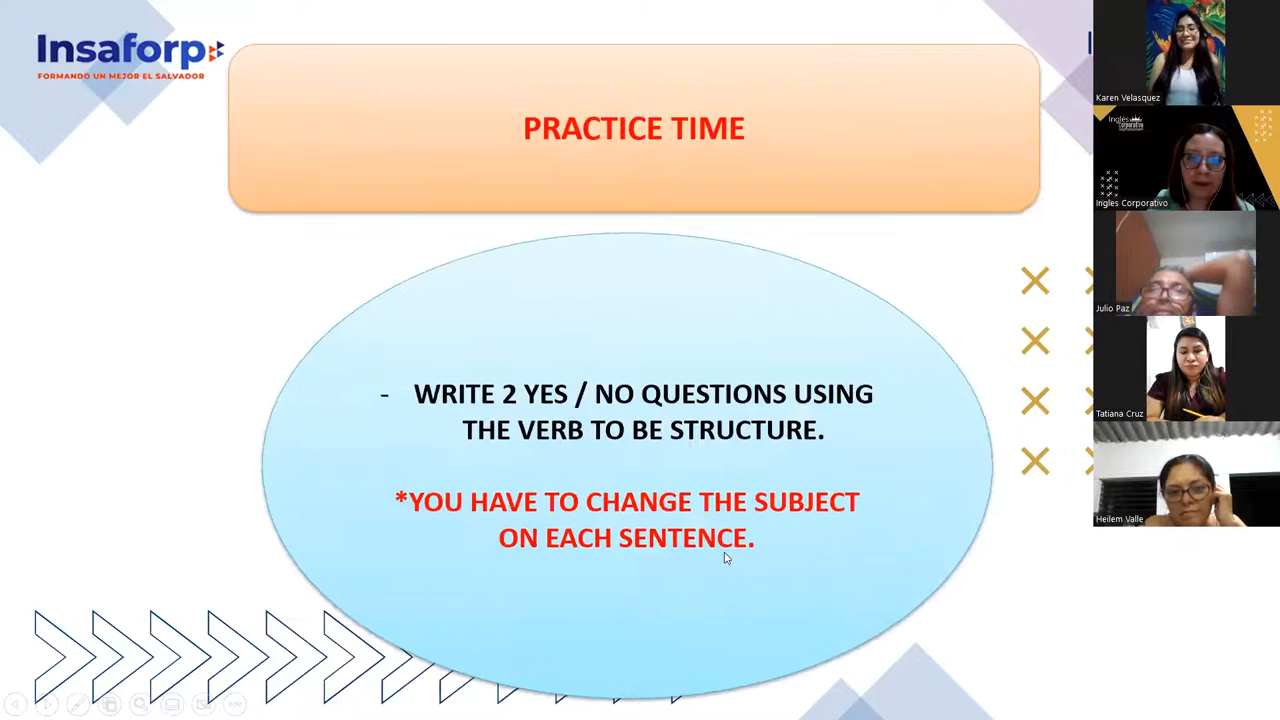 Insaforp
FORMANDO UN MEJOR EL SALVADOR
PRACTICE TIME
- WRITE 2 YES / NO QUESTIONS USING
THE VERB TO BE STRUCTURE.
*YOU HAVE TO CHANGE THE SUBJECT
ON EACH SENTENCE.
Karen Velasquez
Inglés
Corporativo
Ingles Corporativo
Julio Paz
Tatiana Cruz
Heilem Valle